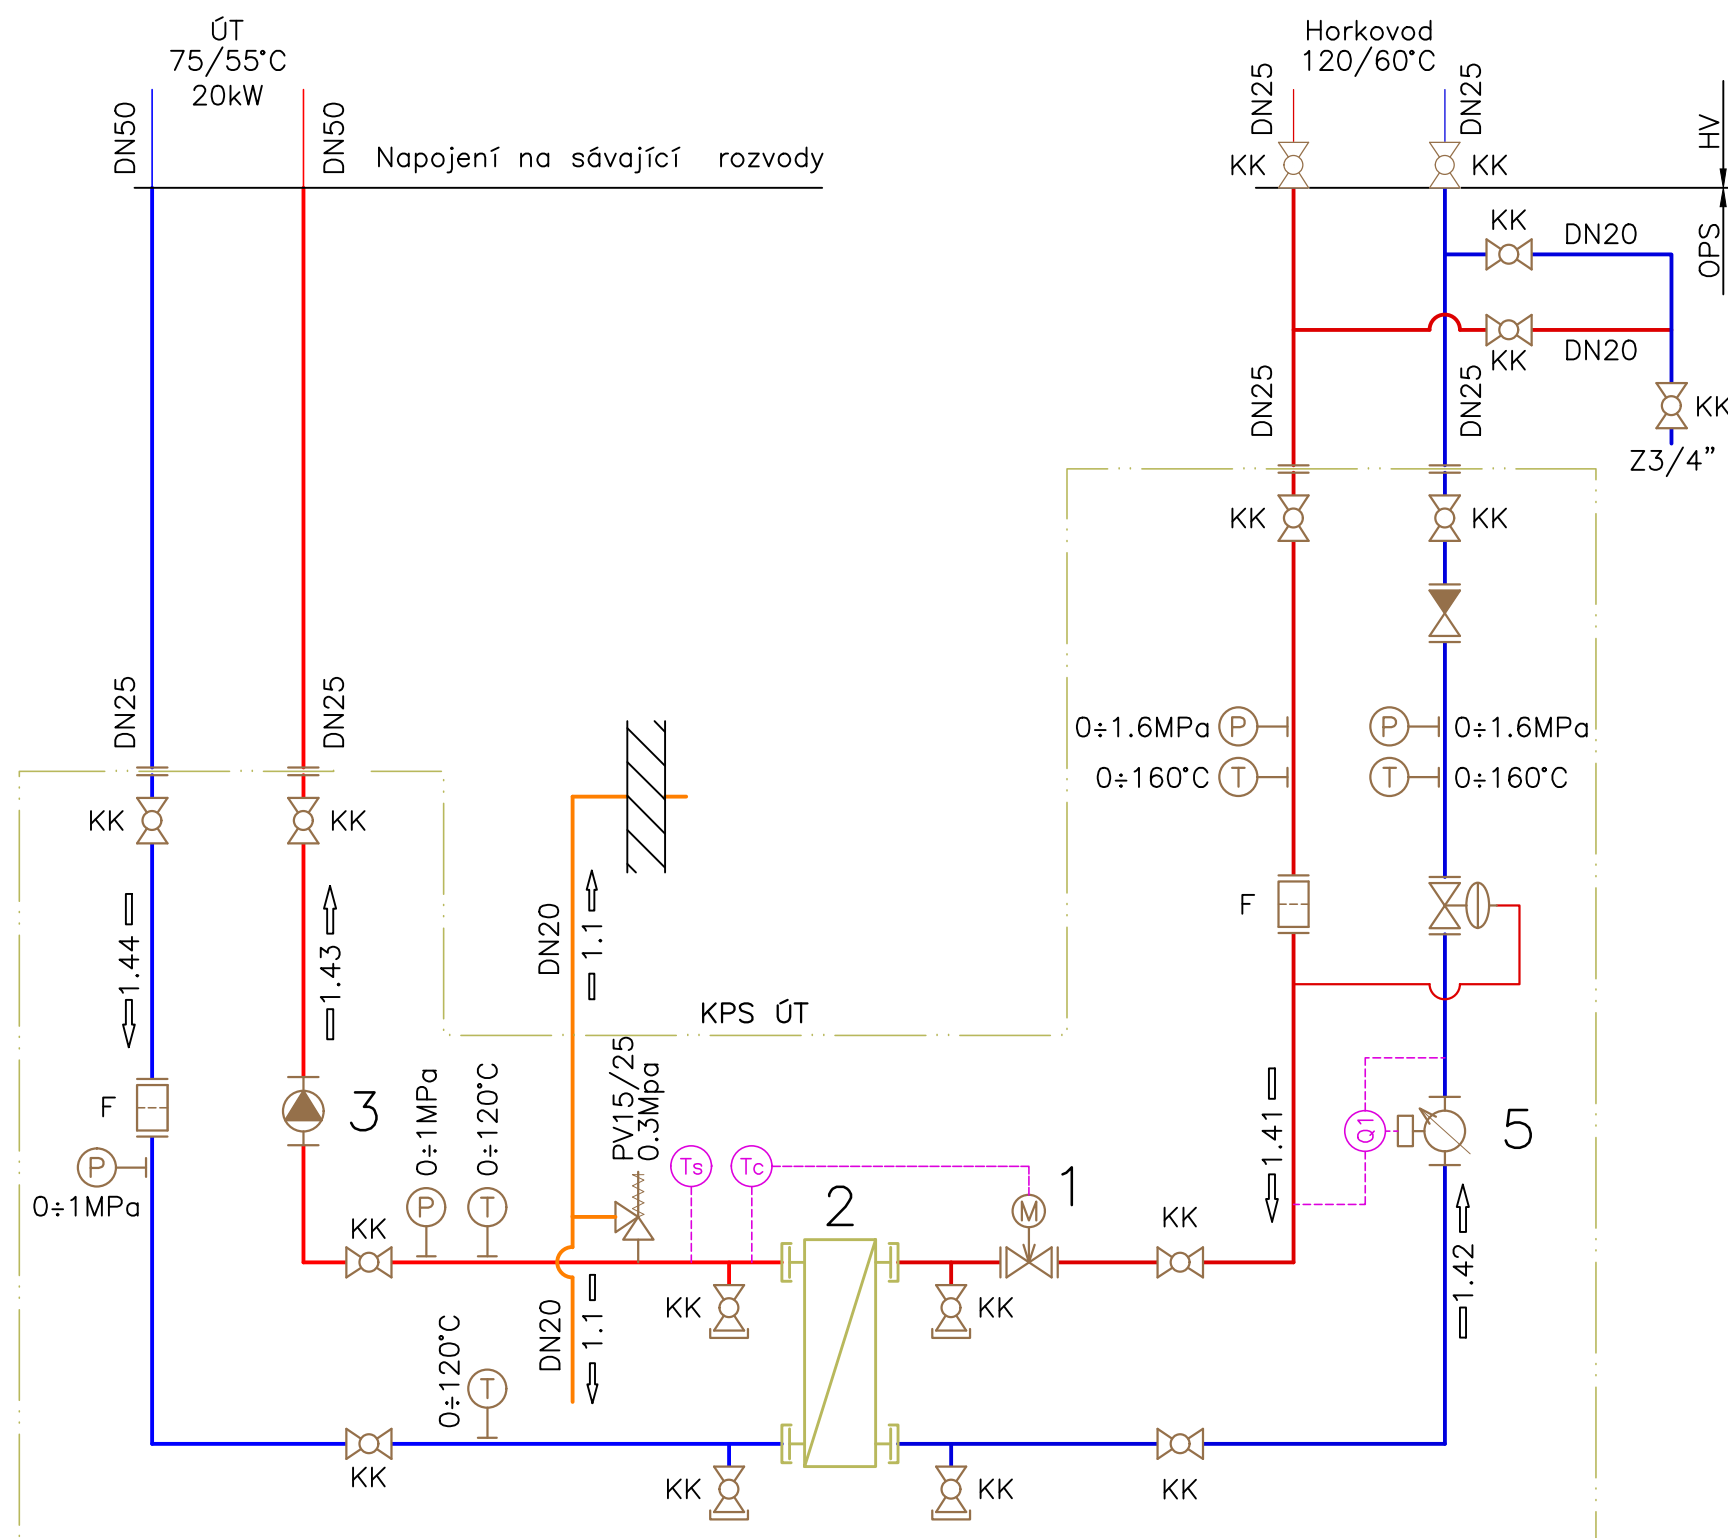 ÚT
75/55°C
20kW
Horkovod
120/60°C
DN50
DN50
DN25
DN25
HV
Napojení na sávající rozvody
KK
KK
KK
DN20
OPS
KK
DN20
DN25
DN25
KK
Z3/4"
KK
KK
DN25
DN25
0÷1.6MPa
P
P
0÷1.6MPa
0÷160°C
T
T
0÷160°C
KK
KK
F
DN20
1.1
1.44
1.43
KPS ÚT
F
3
0÷1MPa
0÷120°C
PV15/25
0.3Mpa
1.41
Q1
5
P
0÷1MPa
Ts
Tc
1
2
P
T
M
KK
KK
1.42
KK
KK
DN20
1.1
0÷120°C
T
KK
KK
KK
KK